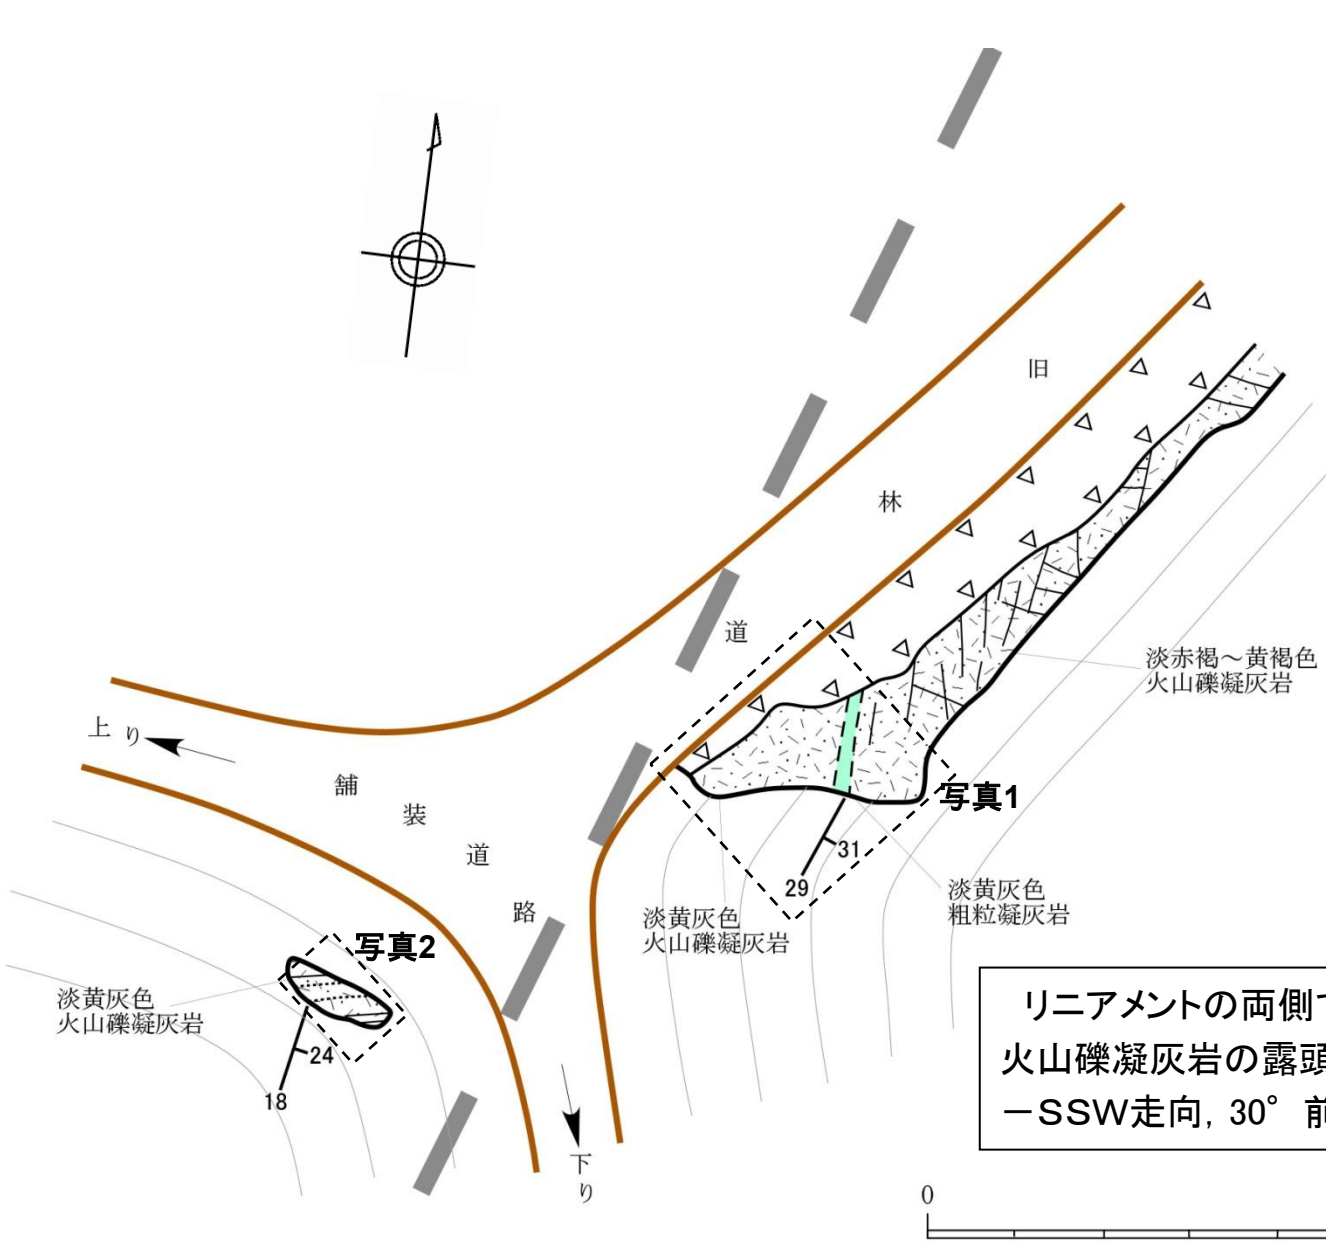 旧
林
道
淡赤褐～黄褐色
火山礫凝灰岩
上り
舗
装
道
路
写真1
31
29
淡黄灰色
粗粒凝灰岩
淡黄灰色
火山礫凝灰岩
写真2
淡黄灰色
火山礫凝灰岩
24
18
リニアメントの両側で
火山礫凝灰岩の露頭
－SSW走向，30°前
下り
0